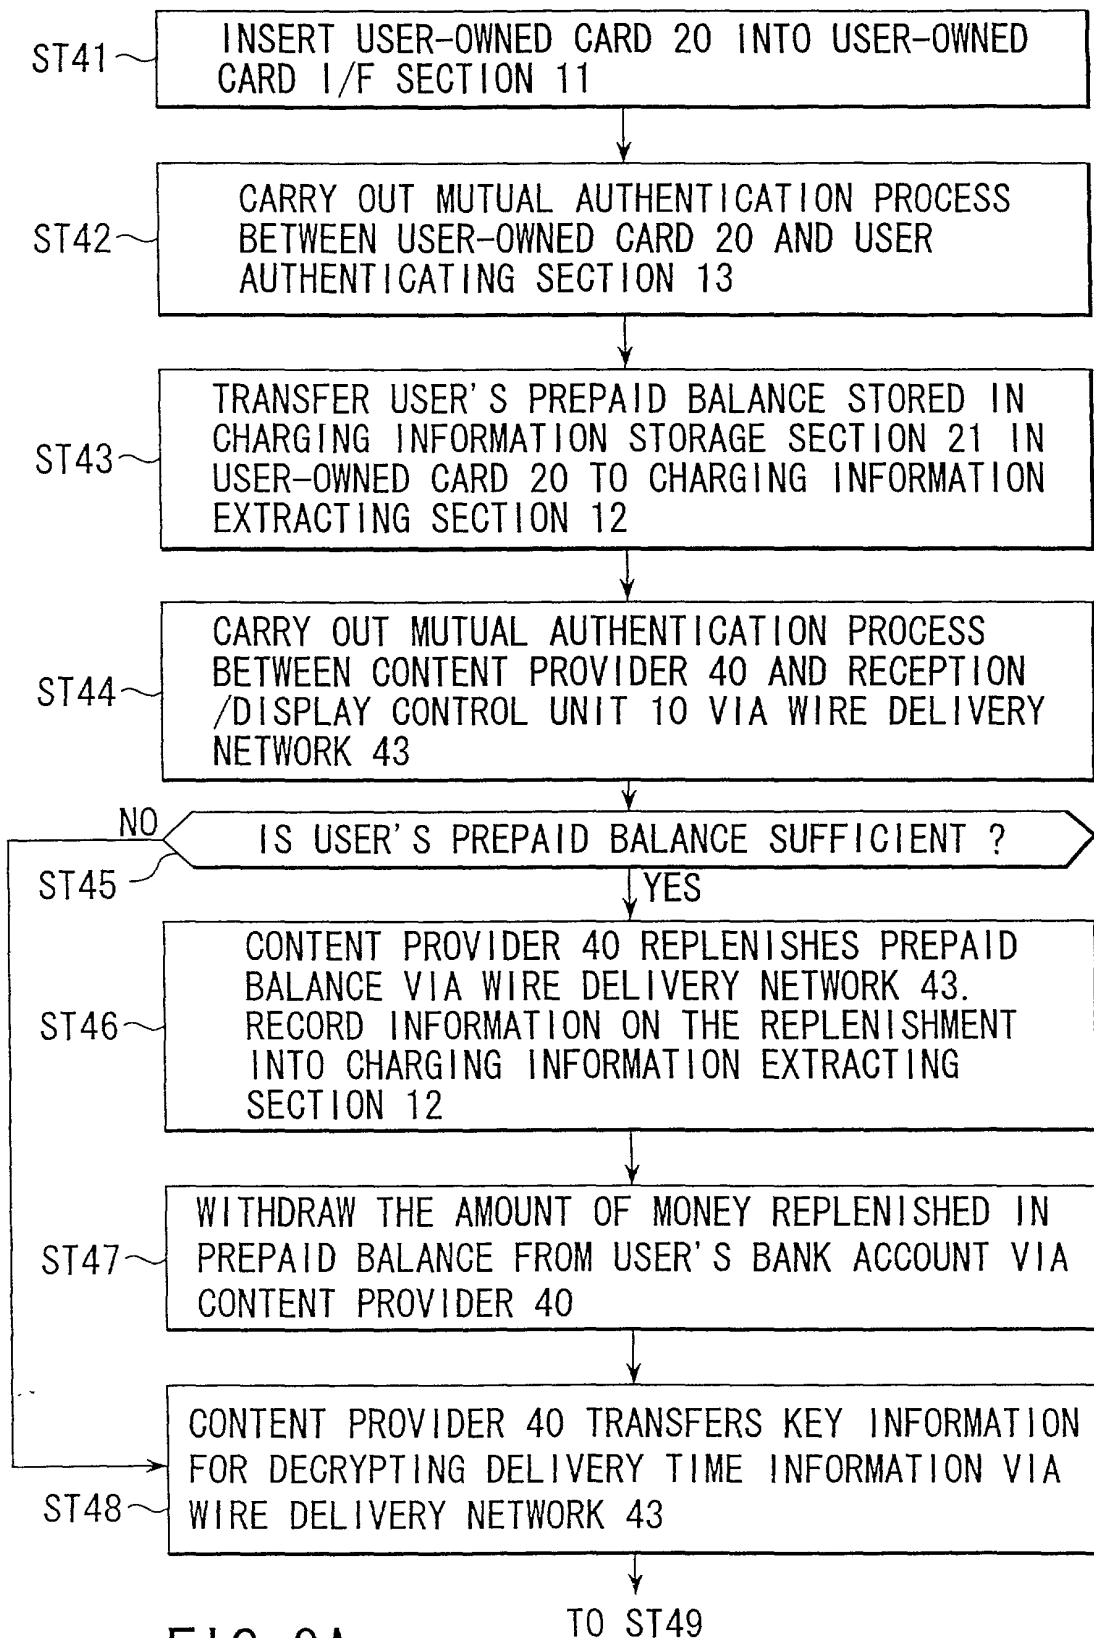 ST41
INSERT USER-OWNED CARD 20 INTO USER-OWNED
CARD I/F SECTION 11
ST42
CARRY OUT MUTUAL AUTHENTICATION PROCESS
BETWEEN USER-OWNED CARD 20 AND USER
AUTHENTICATING SECTION 13
ST43
TRANSFER USER'S PREPAID BALANCE STORED IN
CHARGING INFORMATION STORAGE SECTION 21 IN
USER-OWNED CARD 20 TO CHARGING INFORMATION
EXTRACTING SECTION 12
ST44
CARRY OUT MUTUAL AUTHENTICATION PROCESS
BETWEEN CONTENT PROVIDER 40 AND RECEPTION
/DISPLAY CONTROL UNIT 10 VIA WIRE DELIVERY
NETWORK 43
NO
IS USER'S PREPAID BALANCE SUFFICIENT ?
ST45
YES
ST46
CONTENT PROVIDER 40 REPLENISHES PREPAID
BALANCE VIA WIRE DELIVERY NETWORK 43.
RECORD INFORMATION ON THE REPLENISHMENT
INTO CHARGING INFORMATION EXTRACTING
SECTION 12
ST47
WITHDRAW THE AMOUNT OF MONEY REPLENISHED IN
PREPAID BALANCE FROM USER'S BANK ACCOUNT VIA
CONTENT PROVIDER 40
ST48
CONTENT PROVIDER 40 TRANSFERS KEY INFORMATION
FOR DECRYPTING DELIVERY TIME INFORMATION VIA
WIRE DELIVERY NETWORK 43
TO ST49